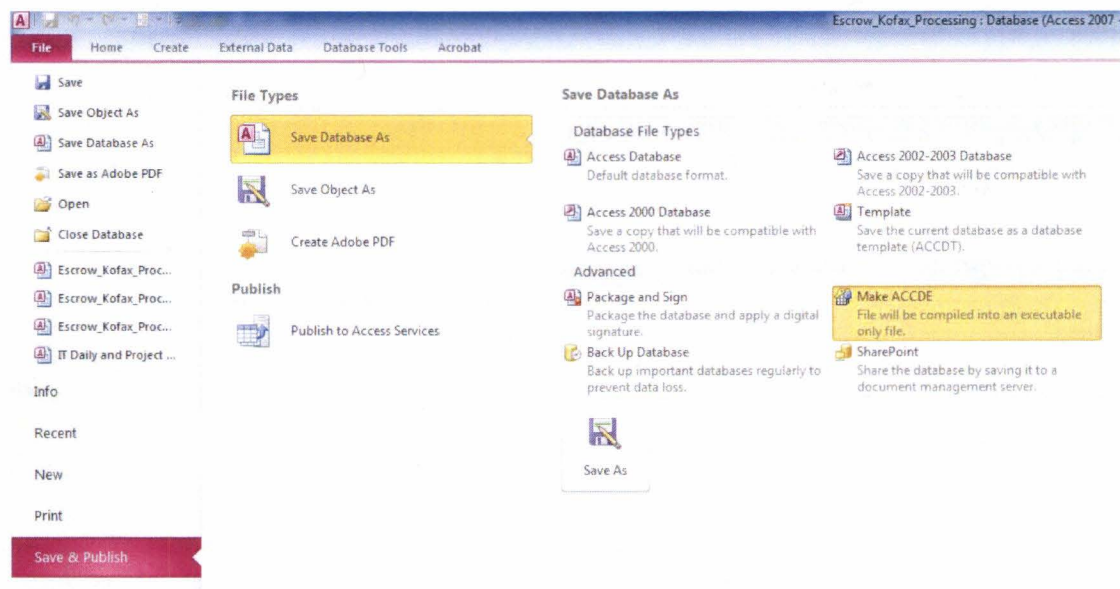 Escrow_Kofax_Processing : Database (Access 2007 -
File Home Create External Data Database Tools Acrobat
Save
Save Object As
Save Database As
Save as Adobe PDF
Open
Close Database
Escrow_Kofax_Proc...
Escrow_Kofax_Proc...
Escrow_Kofax_Proc...
IT Daily and Project ...
Info
Recent
New
Print
Save & Publish
File Types
Save Database As
Save Object As
Create Adobe PDF
Publish
Publish to Access Services
Save Database As
Database File Types
Access Database
Default database format.
Access 2002-2003 Database
Save a copy that will be compatible with
Access 2002-2003.
Access 2000 Database
Save a copy that will be compatible with
Access 2000.
Template
Save the current database as a database
template (ACCDT).
Advanced
Package and Sign
Package the database and apply a digital
signature.
Make ACCDE
File will be compiled into an executable
only file.
Back Up Database
Back up important databases regularly to
prevent data loss.
SharePoint
Share the database by saving it to a
document management server.
Save As